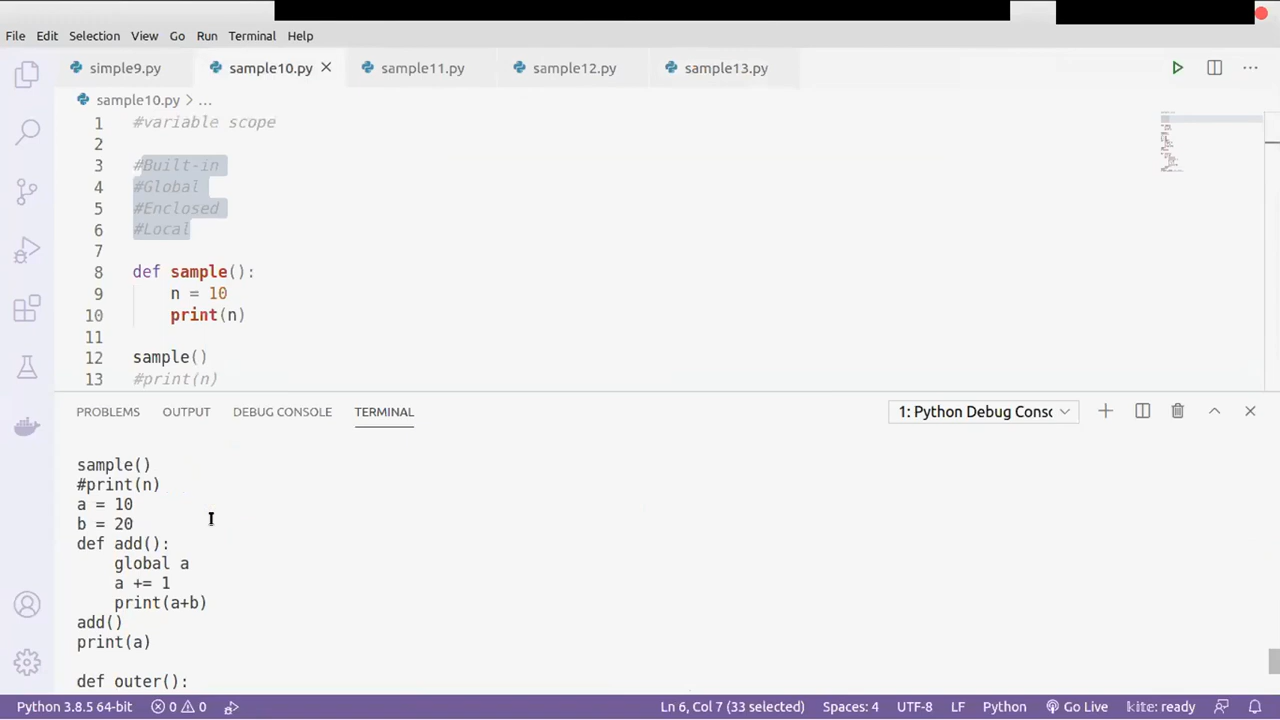 File Edit Selection View Go Run Terminal Help
simple9.py sample10.py sample11.py sample12.py sample13.py
sample10.py > ...
1 #variable scope
2
3 #Built-in
4 #Global
5 #Enclosed
6 #Local
7
8 def sample():
9 n = 10
10 print(n)
11
12 sample()
13 #print(n)
PROBLEMS OUTPUT DEBUG CONSOLE TERMINAL 1: Python Debug Consc
sample()
#print(n)
a = 10
b = 20
def add():
global a
a += 1
print(a+b)
add()
print(a)
def outer():
Python 3.8.5 64-bit 0 0 Ln 6, Col 7 (33 selected) Spaces: 4 UTF-8 LF Python Go Live kite: ready